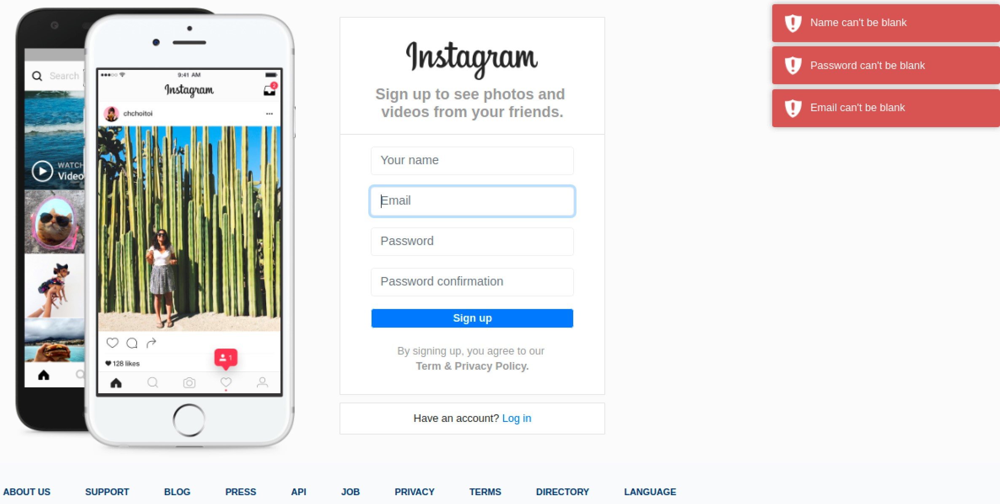 Search
WATCH
Video
9:41 AM
Instagram
2
chchoitoi
128 likes
1
Instagram
Sign up to see photos and
videos from your friends.
Your name
Email
Password
Password confirmation
Sign up
By signing up, you agree to our
Term & Privacy Policy.
Have an account? Log in
Name can't be blank
Password can't be blank
Email can't be blank
ABOUT US SUPPORT BLOG PRESS API JOB PRIVACY TERMS DIRECTORY LANGUAGE